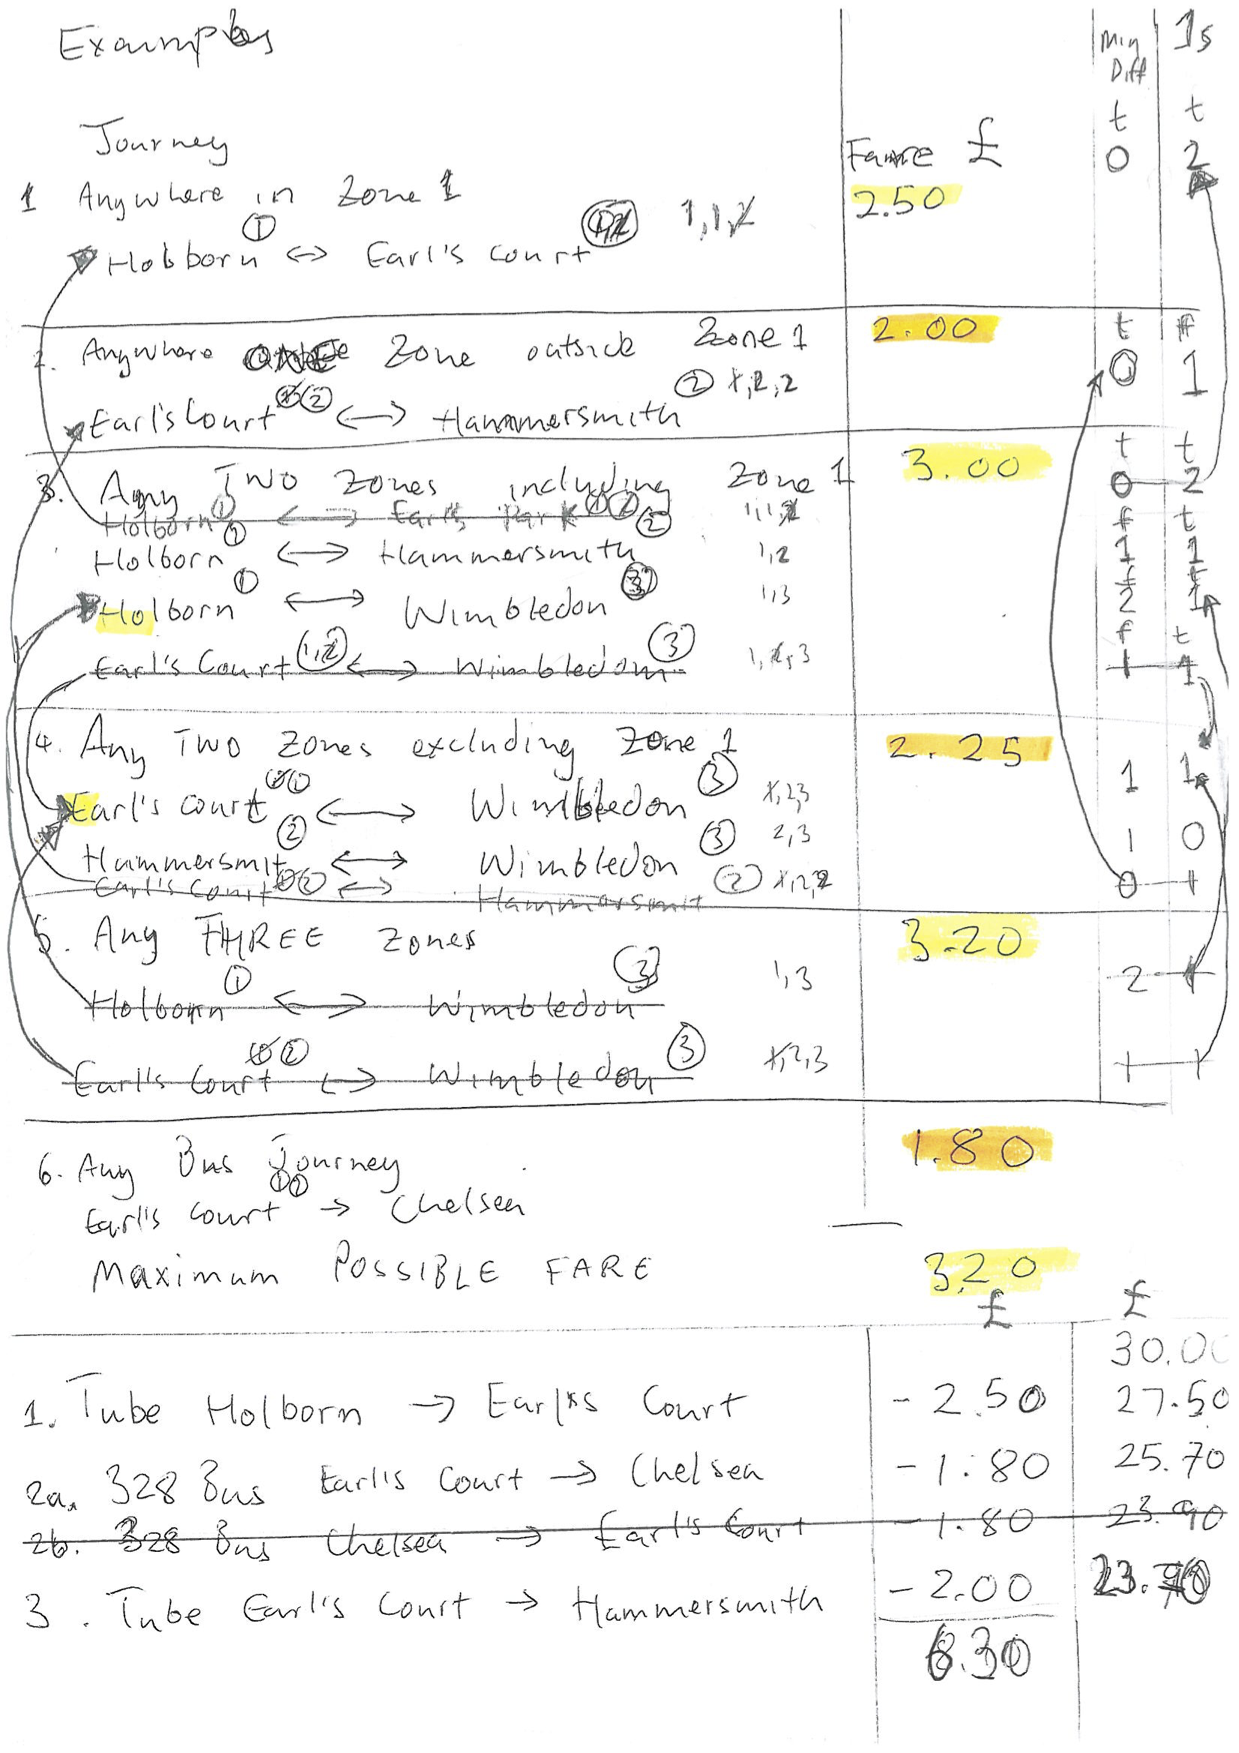 Examples
Min Diff
1s
t t
Journey
Fare £
0 2
1 Anywhere in Zone 1
2.50
① 1,1,2
Holborn <-> Earl's court
2. Anywhere ONE Zone outside Zone 1
2.00
t
② 1,2,2
0 1
Earl's Court ② <-> Hammersmith
t t
3. Any TWO Zones including Zone 1
3.00
0 2
Holborn ① <-> Earl's Park ①② 1,1,2
f t
Holborn ① <-> Hammersmith ② 1,2
1 1
Holborn ① <-> Wimbledon ③ 1,3
2 1
f t
Earl's Court 1,2 <-> Wimbledon ③ 1,2,3
1 1
4. Any TWO Zones excluding Zone 1
2.25
Earl's court <-> Wimbledon ③ 1,2,3
1 1
Hammersmit ② <-> Wimbledon ③ 2,3
1 0
Earl's Court ①② <-> Hammersmit ② 1,2,2
0 1
5. Any THREE Zones
3.20
Holborn ① <-> Wimbledon ③ 1,3
2 1
Earl's Court ①② <-> Wimbledon ③ 1,2,3
1 1
6. Any Bus Journey
1.80
①②
Earl's Court -> Chelsea
Maximum POSSIBLE FARE
3.20
£ £
30.00
1. Tube Holborn -> Earl's Court - 2.50 27.50
2a. 328 Bus Earl's Court -> Chelsea - 1.80 25.70
2b. 328 Bus Chelsea -> Earl's Court - 1.80 23.90
3. Tube Earl's Court -> Hammersmith - 2.00 23.70
6.30